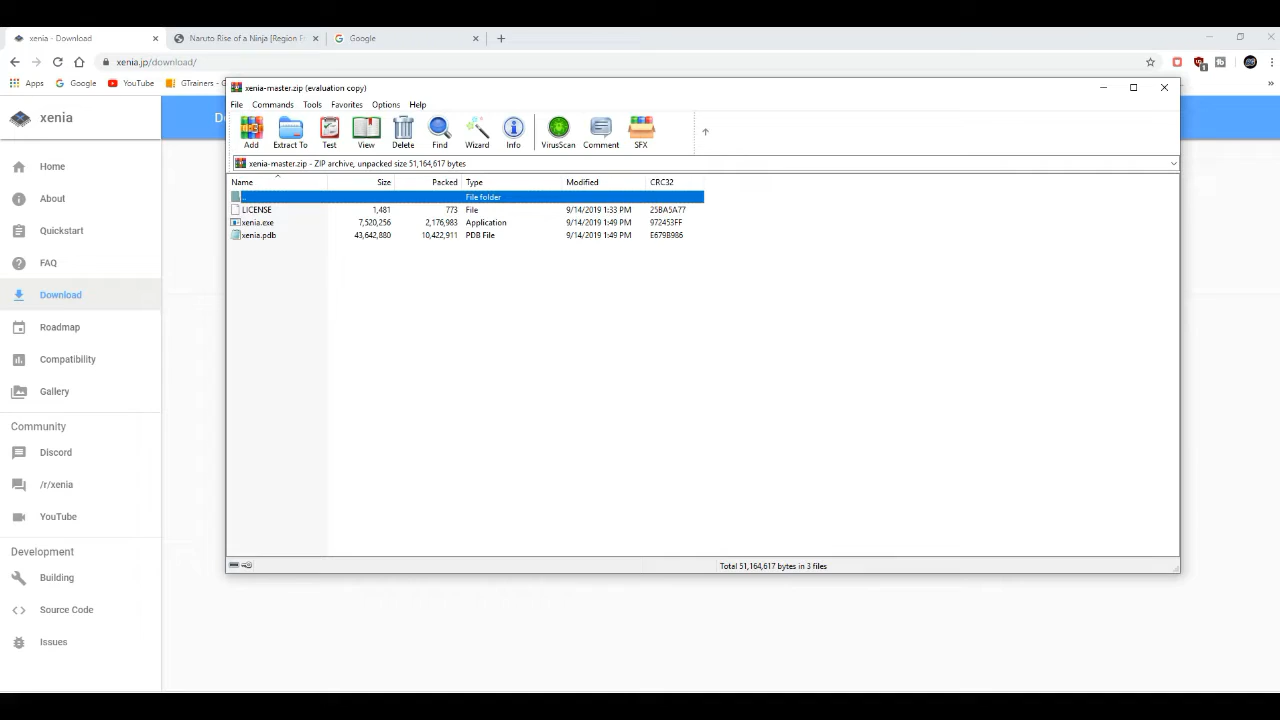 xenia - Download
Naruto Rise of a Ninja [Region F
Google
xenia.jp/download/
Apps
Google
YouTube
GTrainers - G
xenia-master.zip (evaluation copy)
File Commands Tools Favorites Options Help
Add Extract To Test View Delete Find Wizard Info VirusScan Comment SFX
xenia-master.zip - ZIP archive, unpacked size 51,164,617 bytes
Name Size Packed Type Modified CRC32
.. File folder
LICENSE 1,481 773 File 9/14/2019 1:33 PM 25BA5A77
xenia.exe 7,520,256 2,176,983 Application 9/14/2019 1:49 PM 972453FF
xenia.pdb 43,642,880 10,422,911 PDB File 9/14/2019 1:49 PM E679B986
Total 51,164,617 bytes in 3 files
xenia
D
Home
About
Quickstart
FAQ
Download
Roadmap
Compatibility
Gallery
Community
Discord
/r/xenia
YouTube
Development
Building
Source Code
Issues